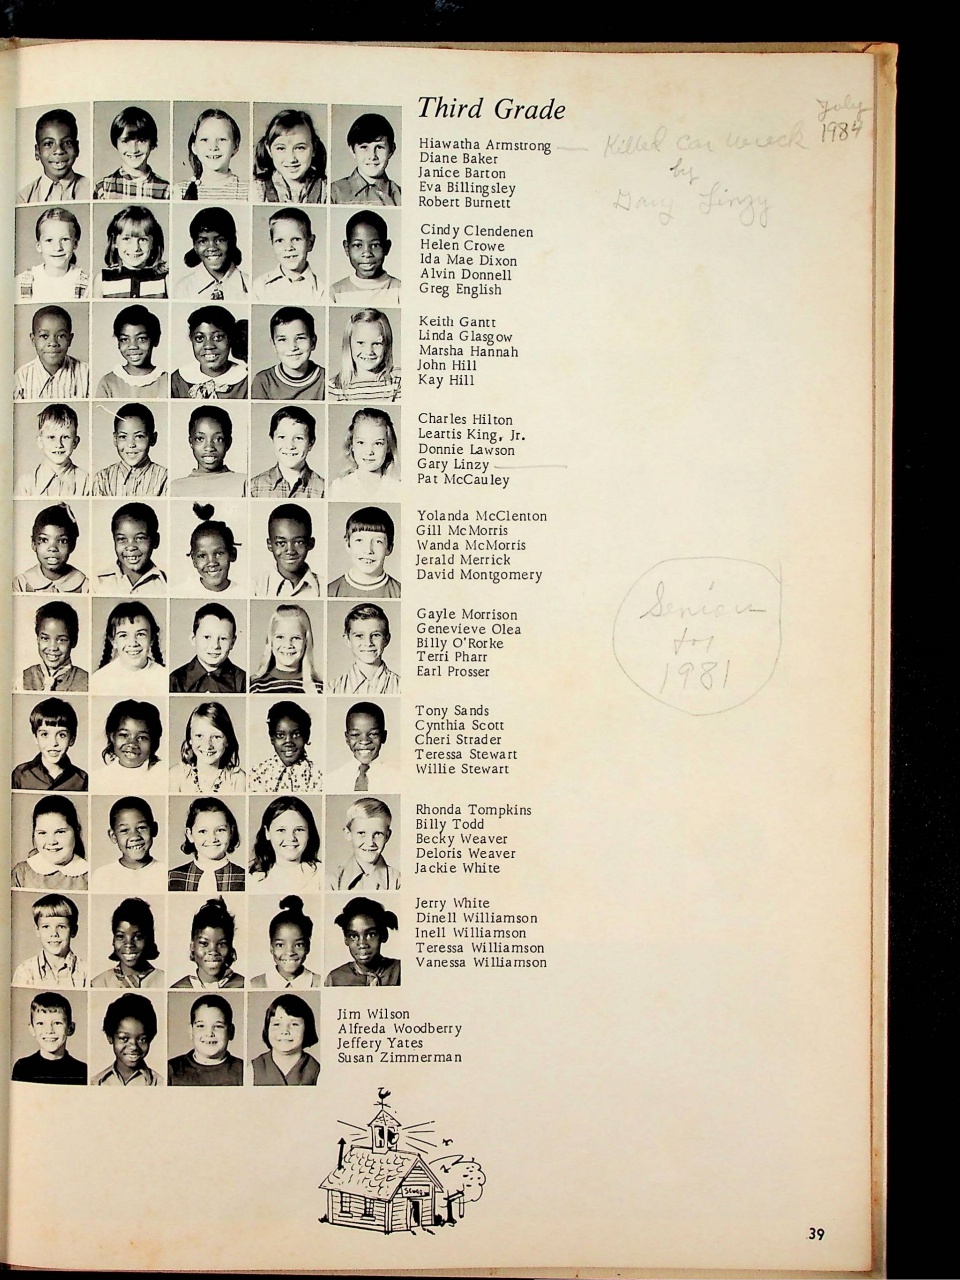 Third Grade
July
1984
Hiawatha Armstrong
Killed car wreck
by
Gary Linzy
Diane Baker
Janice Barton
Eva Billingsley
Robert Burnett
Cindy Clendenen
Helen Crowe
Ida Mae Dixon
Alvin Donnell
Greg English
Keith Gantt
Linda Glasgow
Marsha Hannah
John Hill
Kay Hill
Charles Hilton
Leartis King, Jr.
Donnie Lawson
Gary Linzy
Pat McCauley
Yolanda McClenton
Gill McMorris
Wanda McMorris
Jerald Merrick
David Montgomery
Seniors
for
1981
Gayle Morrison
Genevieve Olea
Billy O'Rorke
Terri Pharr
Earl Prosser
Tony Sands
Cynthia Scott
Cheri Strader
Teressa Stewart
Willie Stewart
Rhonda Tompkins
Billy Todd
Becky Weaver
Deloris Weaver
Jackie White
Jerry White
Dinell Williamson
Inell Williamson
Teressa Williamson
Vanessa Williamson
Jim Wilson
Alfreda Woodberry
Jeffery Yates
Susan Zimmerman
39